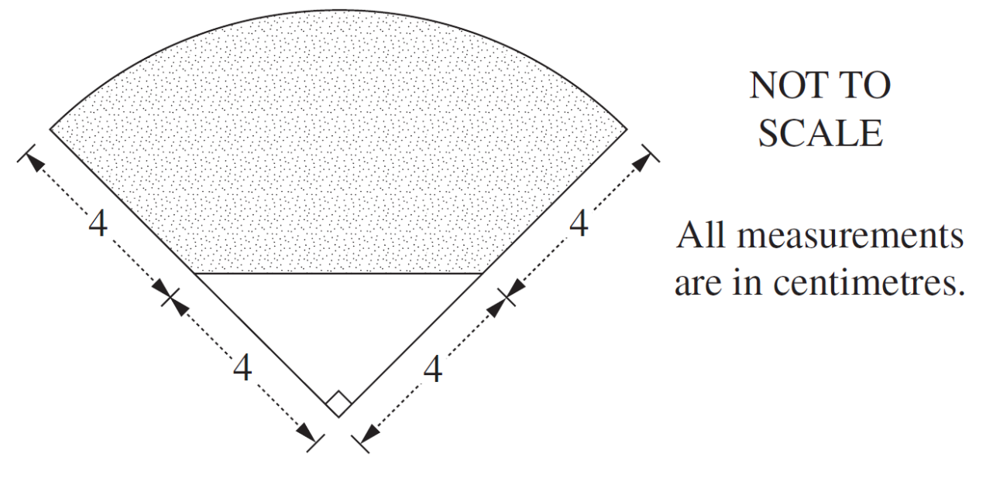 NOT TO
SCALE
4
4
All measurements
are in centimetres.
4
4